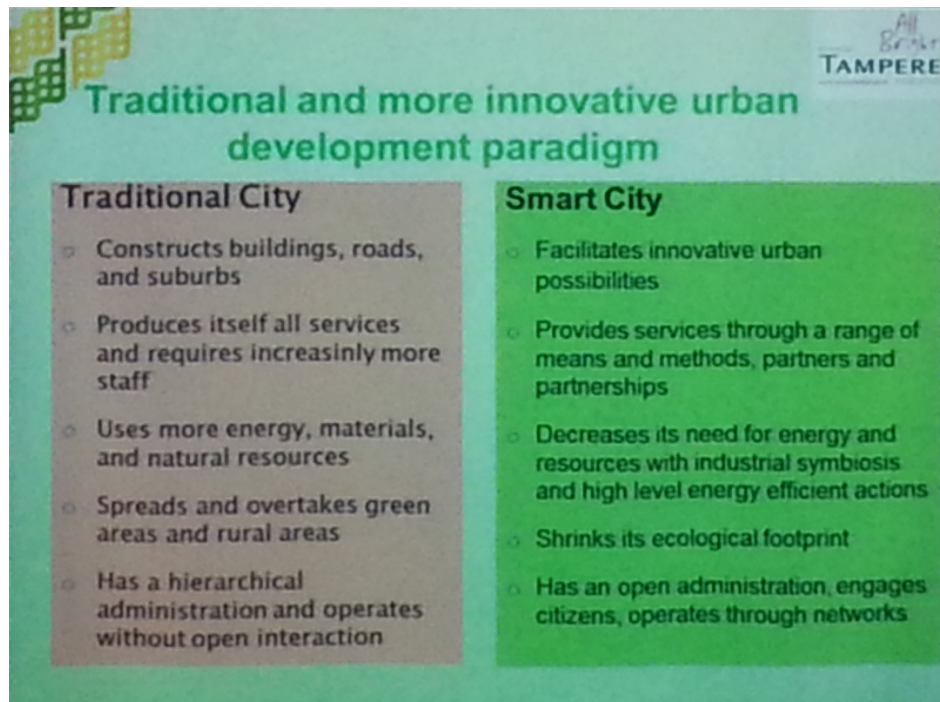 All
Bright
TAMPERE
Traditional and more innovative urban
development paradigm
Traditional City
Constructs buildings, roads,
and suburbs
Produces itself all services
and requires increasinly more
staff
Uses more energy, materials,
and natural resources
Spreads and overtakes green
areas and rural areas
Has a hierarchical
administration and operates
without open interaction
Smart City
Facilitates innovative urban
possibilities
Provides services through a range of
means and methods, partners and
partnerships
Decreases its need for energy and
resources with industrial symbiosis
and high level energy efficient actions
Shrinks its ecological footprint
Has an open administration, engages
citizens, operates through networks